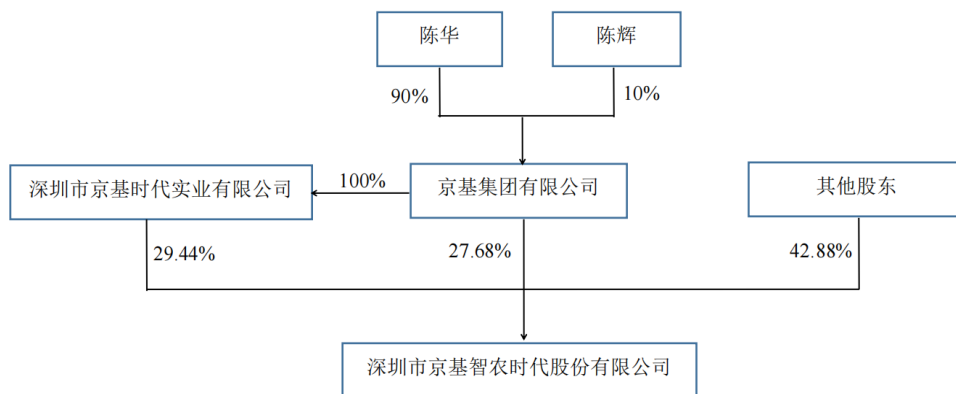 陈华
陈辉
90%
10%
深圳市京基时代实业有限公司
100%
京基集团有限公司
其他股东
29.44%
27.68%
42.88%
深圳市京基智农时代股份有限公司